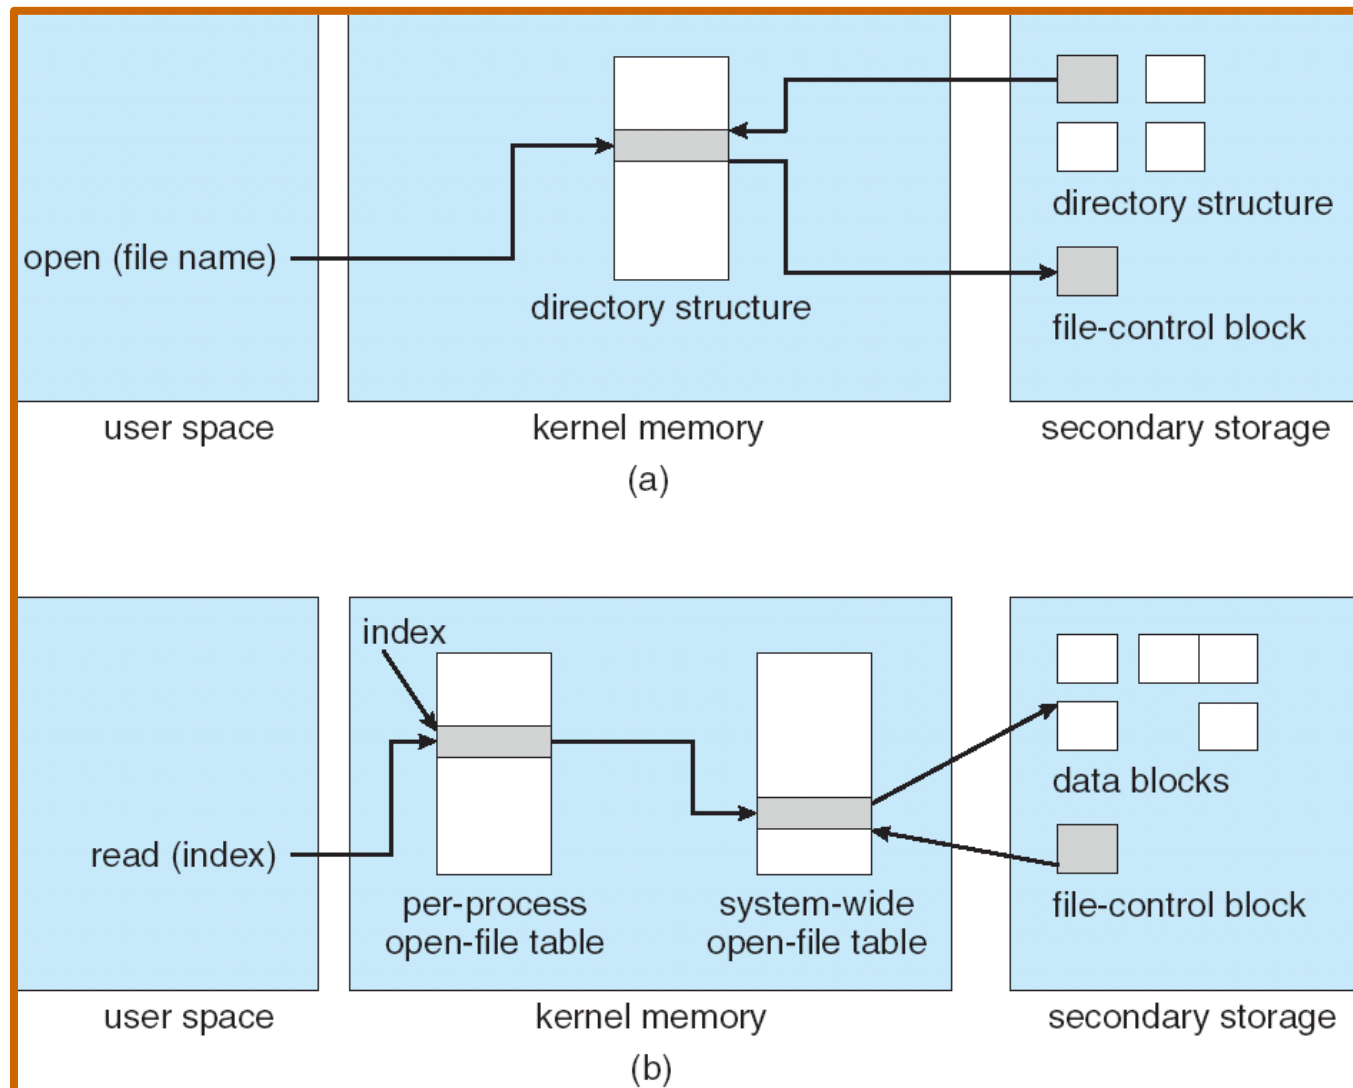 directory structure
open (file name)
directory structure
file-control block
user space
kernel memory
secondary storage
(a)
index
data blocks
read (index)
per-process
open-file table
system-wide
open-file table
file-control block
user space
kernel memory
secondary storage
(b)